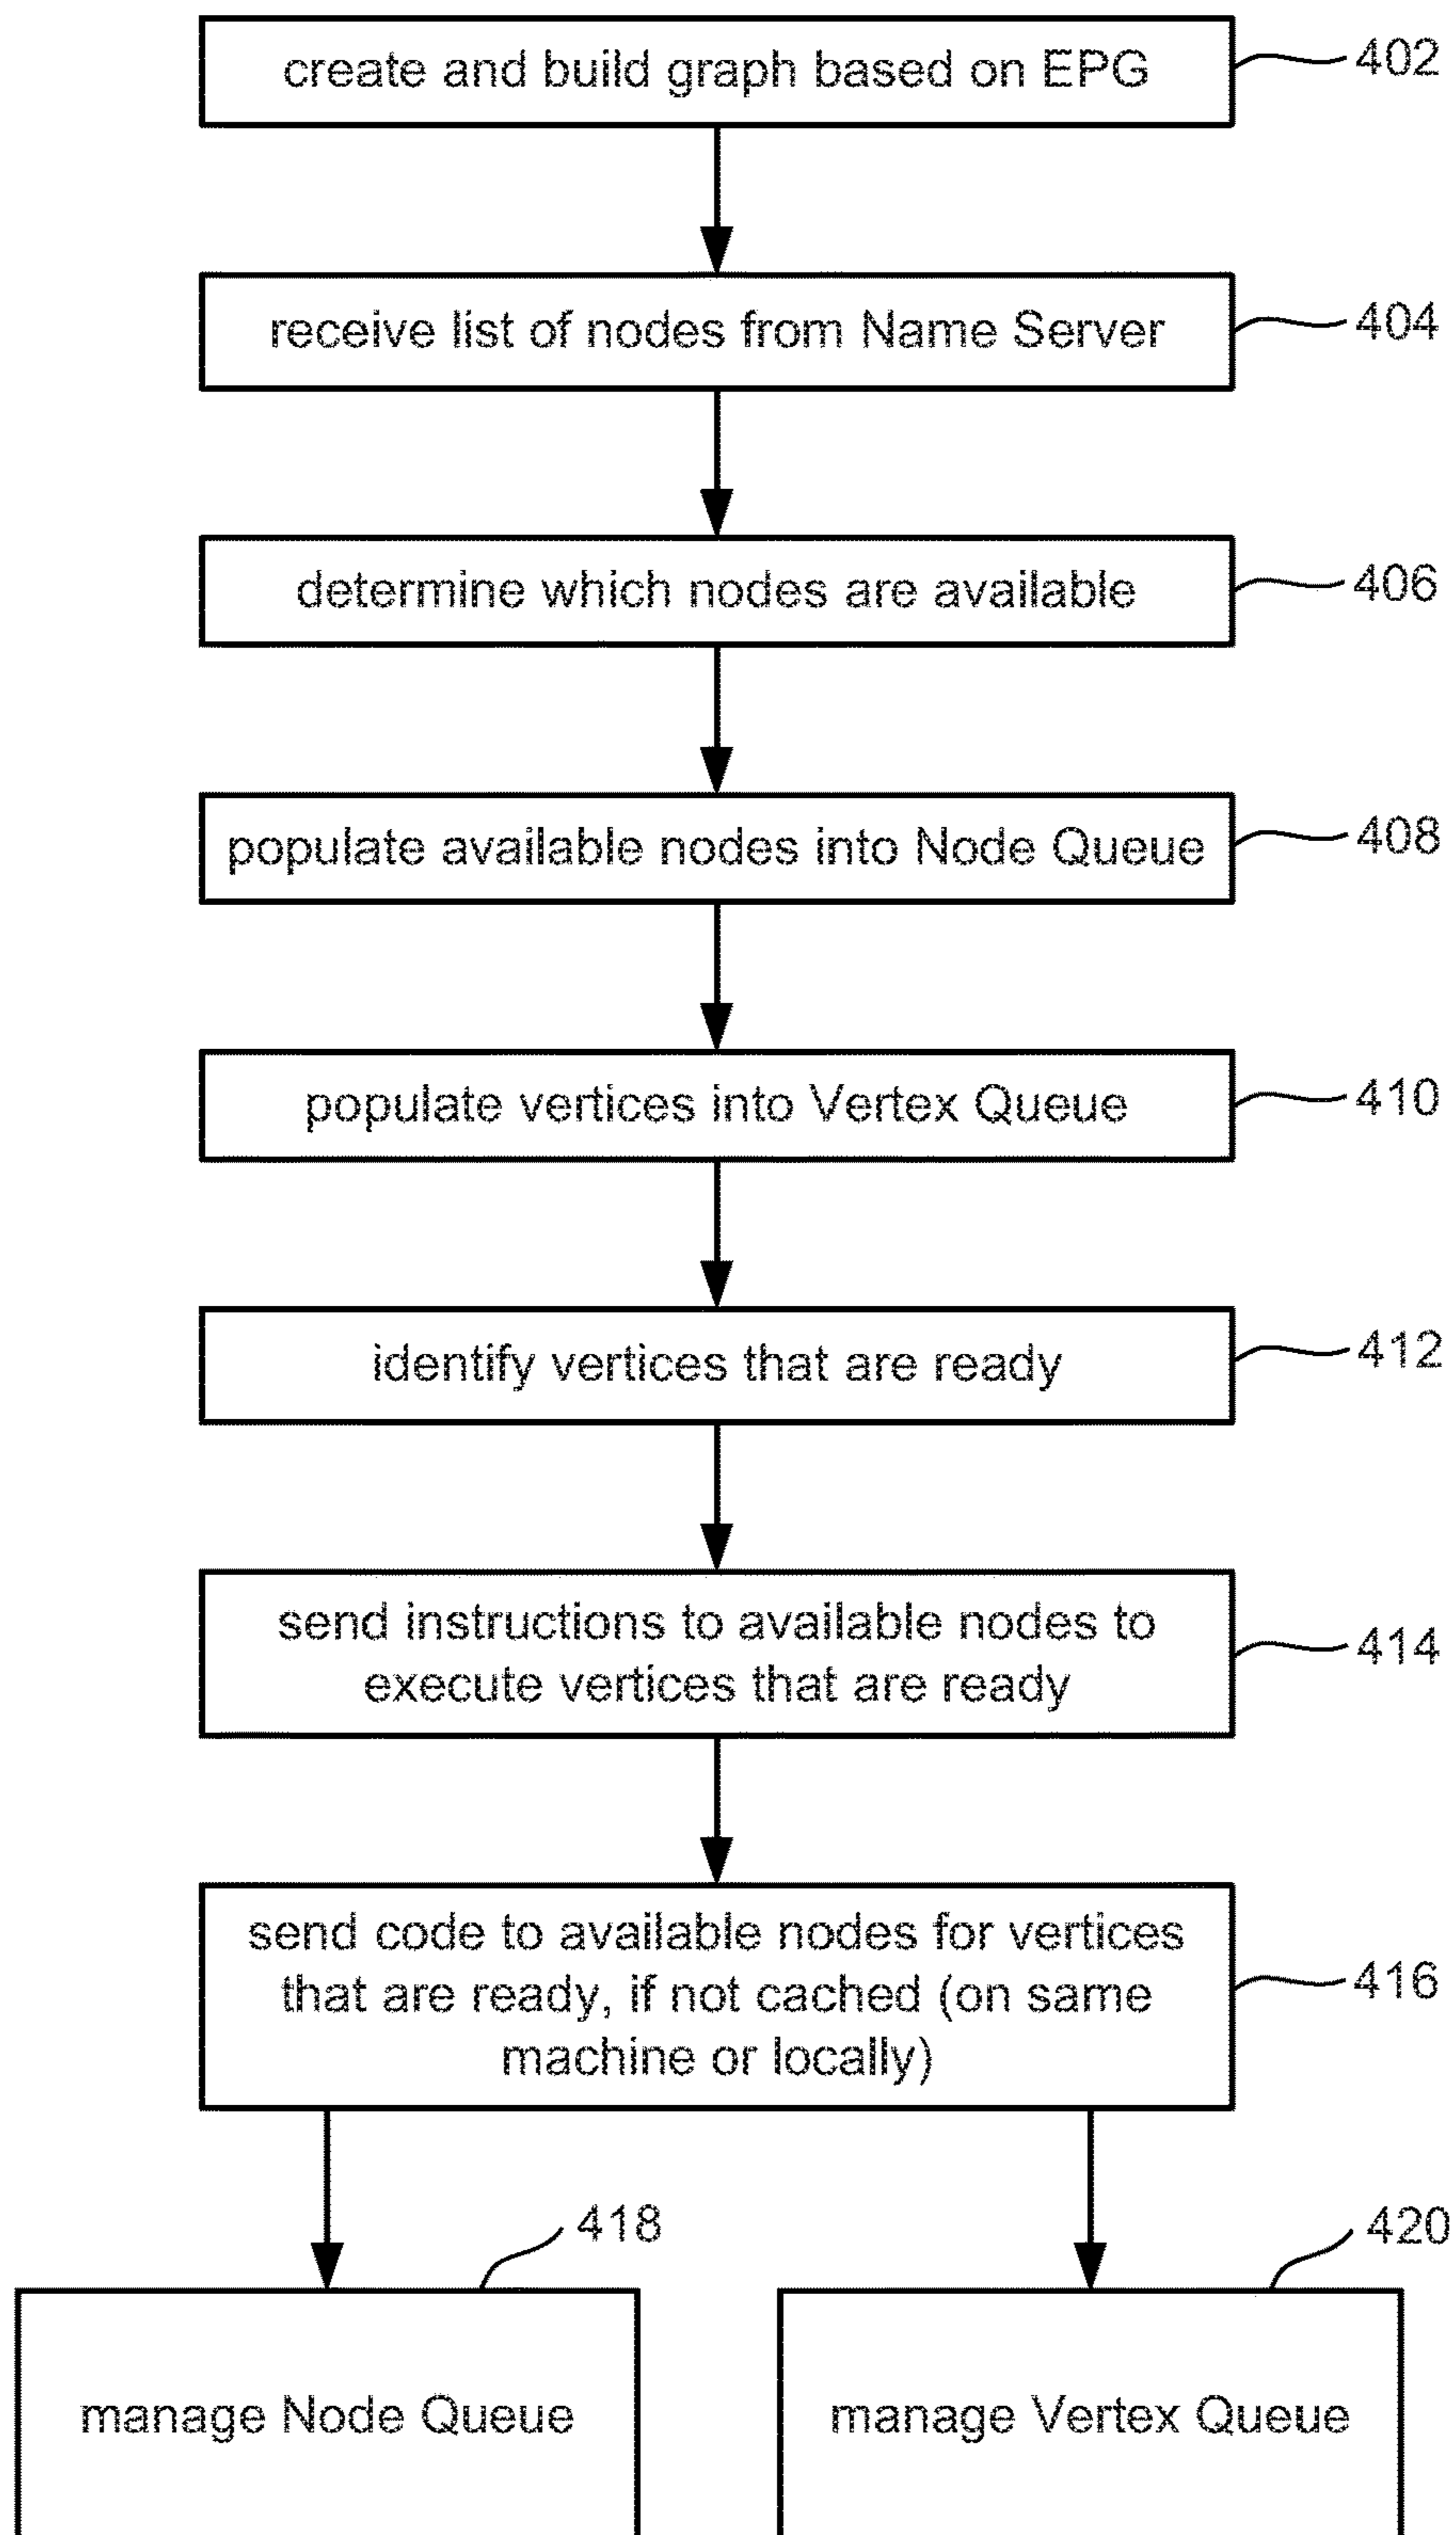 create and build graph based on EPG
402
receive list of nodes from Name Server
404
determine which nodes are available
406
populate available nodes into Node Queue
408
populate vertices into Vertex Queue
410
identify vertices that are ready
412
send instructions to available nodes to
execute vertices that are ready
414
send code to available nodes for vertices
that are ready, if not cached (on same
machine or locally)
416
418
420
manage Node Queue
manage Vertex Queue